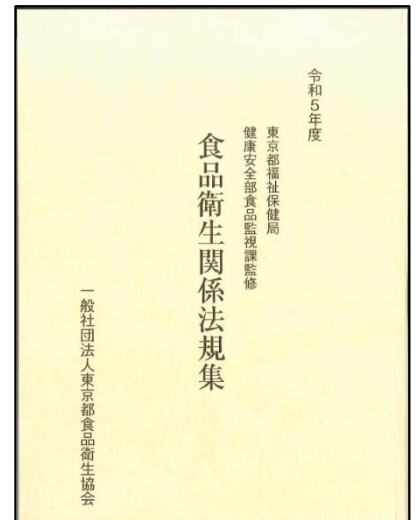 令和5年度
東京都福祉保健局
健康安全部食品監視課監修
食品衛生関係法規集
一般社団法人東京都食品衛生協会